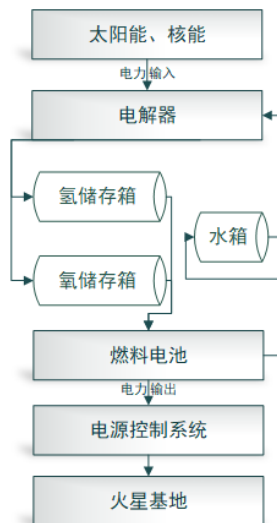 太阳能、核能
电力输入
电解器
氢储存箱
水箱
氧储存箱
燃料电池
电力输出
电源控制系统
火星基地